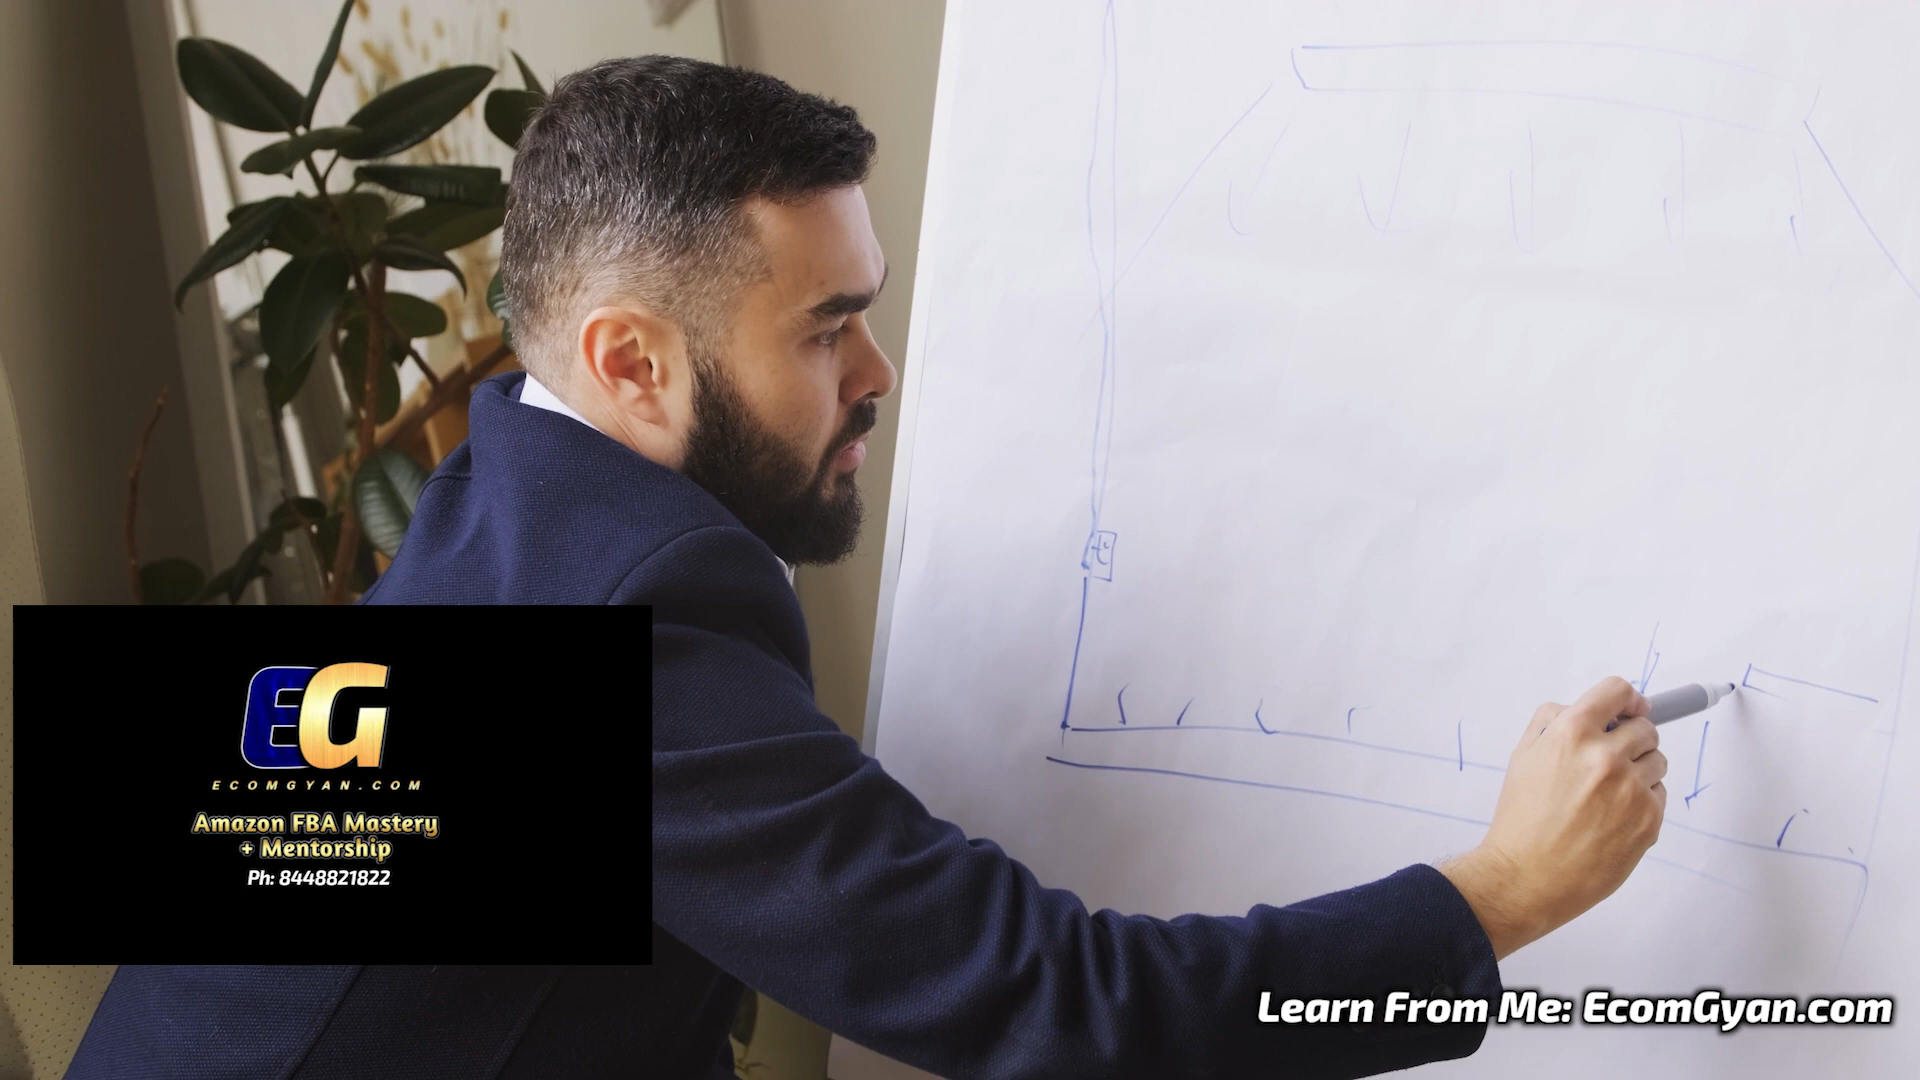 EG
ECOMGYAN.COM
Amazon FBA Mastery
+ Mentorship
Ph: 8448821822
Learn From Me: EcomGyan.com